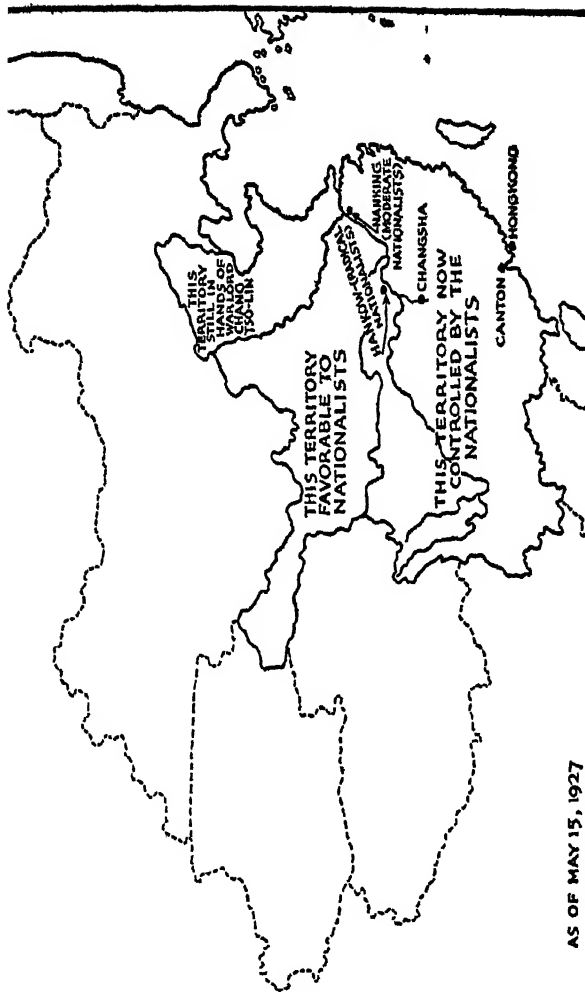 THIS
TERRITORY
STILL IN
HANDS OF
WARLORD
CHANG
TSO-LIN
THIS TERRITORY
FAVORABLE TO
NATIONALISTS
HANKOW-(RADICAL
NATIONALISTS)
NANKING
(MODERATE
NATIONALISTS)
CHANGSHA
THIS TERRITORY NOW
CONTROLLED BY THE
NATIONALISTS
CANTON
HONGKONG
AS OF MAY 15, 1927